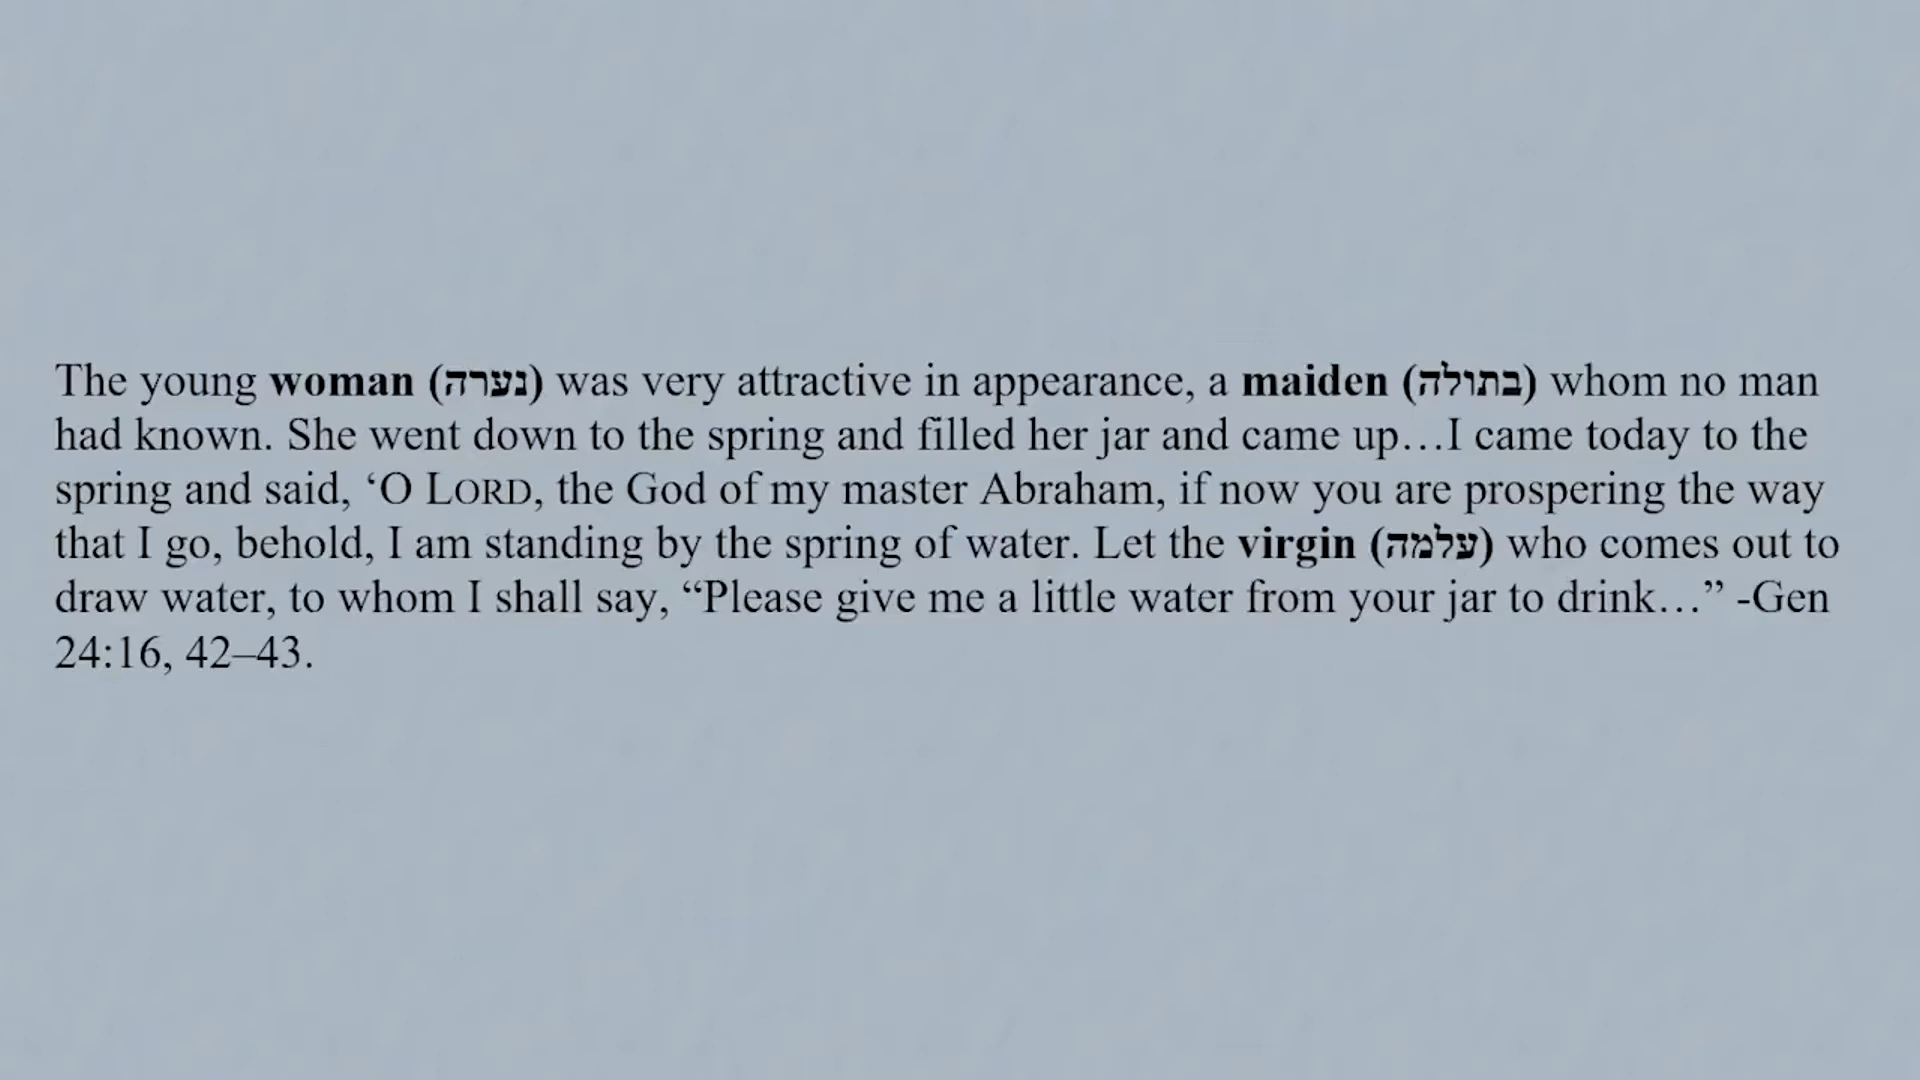 The young woman (נערה) was very attractive in appearance, a maiden (בתולה) whom no man
had known. She went down to the spring and filled her jar and came up…I came today to the
spring and said, ‘O LORD, the God of my master Abraham, if now you are prospering the way
that I go, behold, I am standing by the spring of water. Let the virgin (עלמה) who comes out to
draw water, to whom I shall say, “Please give me a little water from your jar to drink…” -Gen
24:16, 42–43.